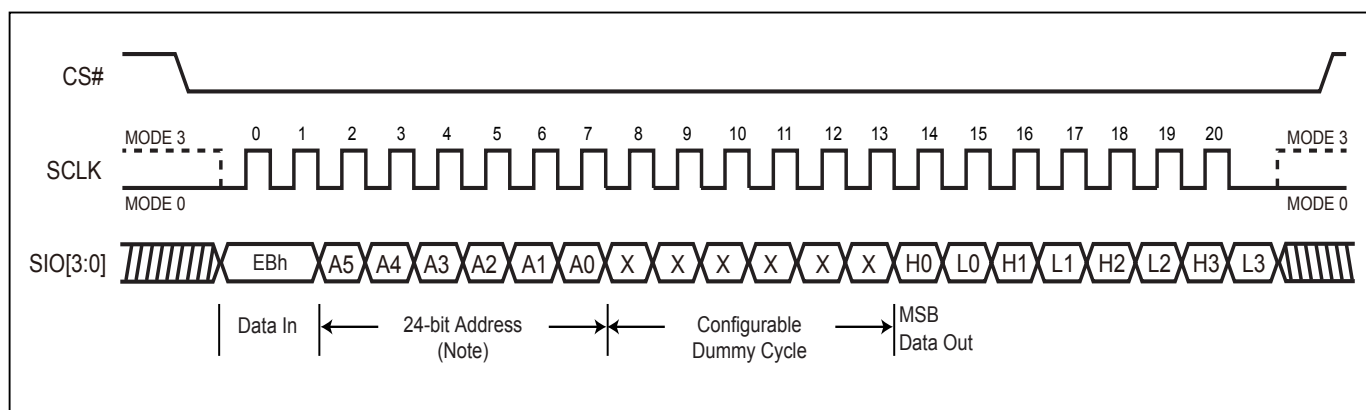 CS#
MODE 3
0 1 2 3 4 5 6 7 8 9 10 11 12 13 14 15 16 17 18 19 20
MODE 3
SCLK
MODE 0
MODE 0
SIO[3:0]
EBh A5 A4 A3 A2 A1 A0 X X X X X X H0 L0 H1 L1 H2 L2 H3 L3
Data In
24-bit Address
(Note)
Configurable
Dummy Cycle
MSB
Data Out